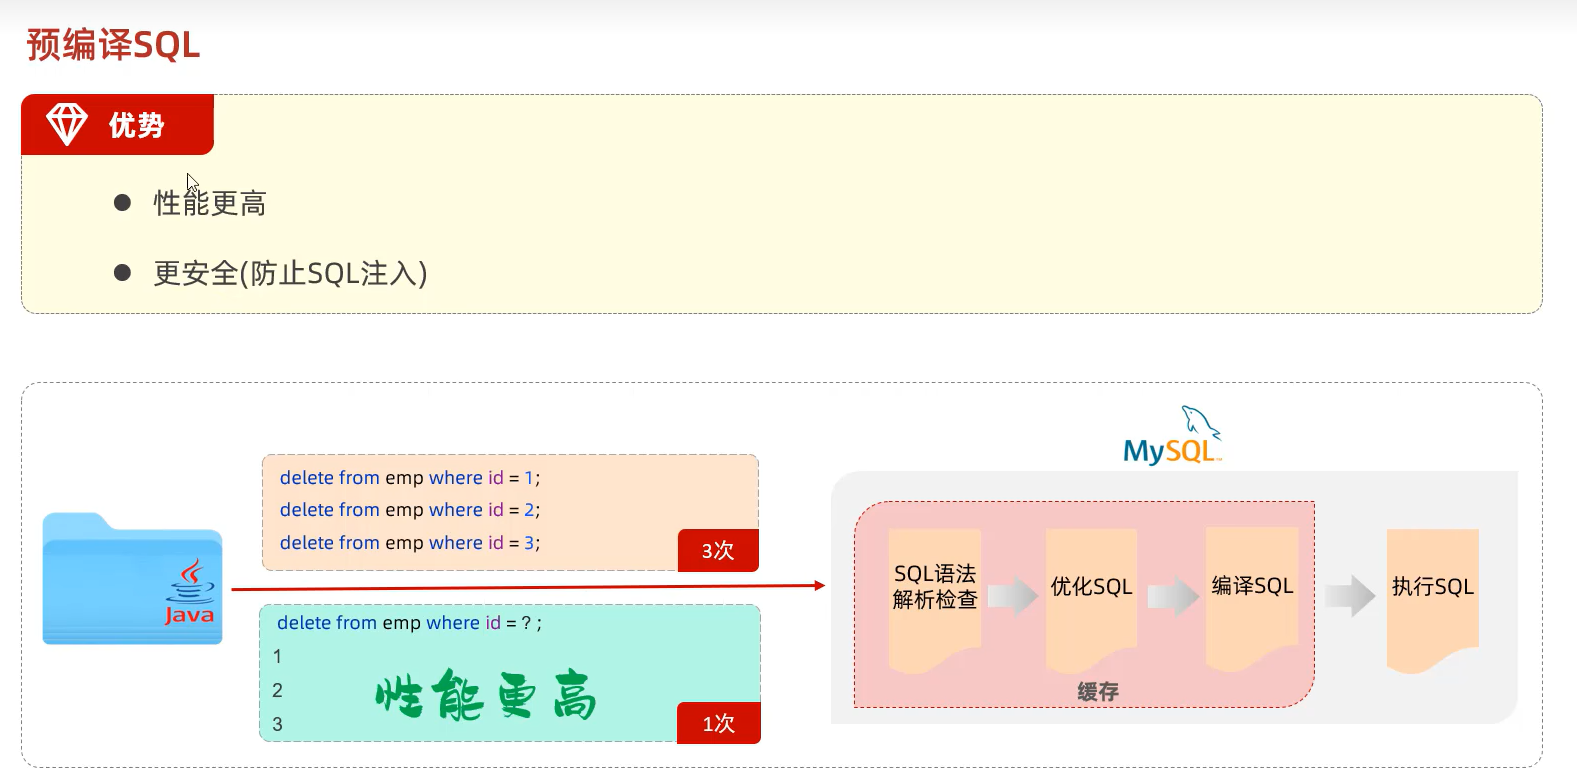 预编译SQL
优势
性能更高
更安全(防止SQL注入)
MySQL
delete from emp where id = 1;
delete from emp where id = 2;
delete from emp where id = 3;
3次
Java
delete from emp where id = ? ;
1
2
3
性能更高
1次
SQL语法
解析检查
优化SQL
编译SQL
执行SQL
缓存